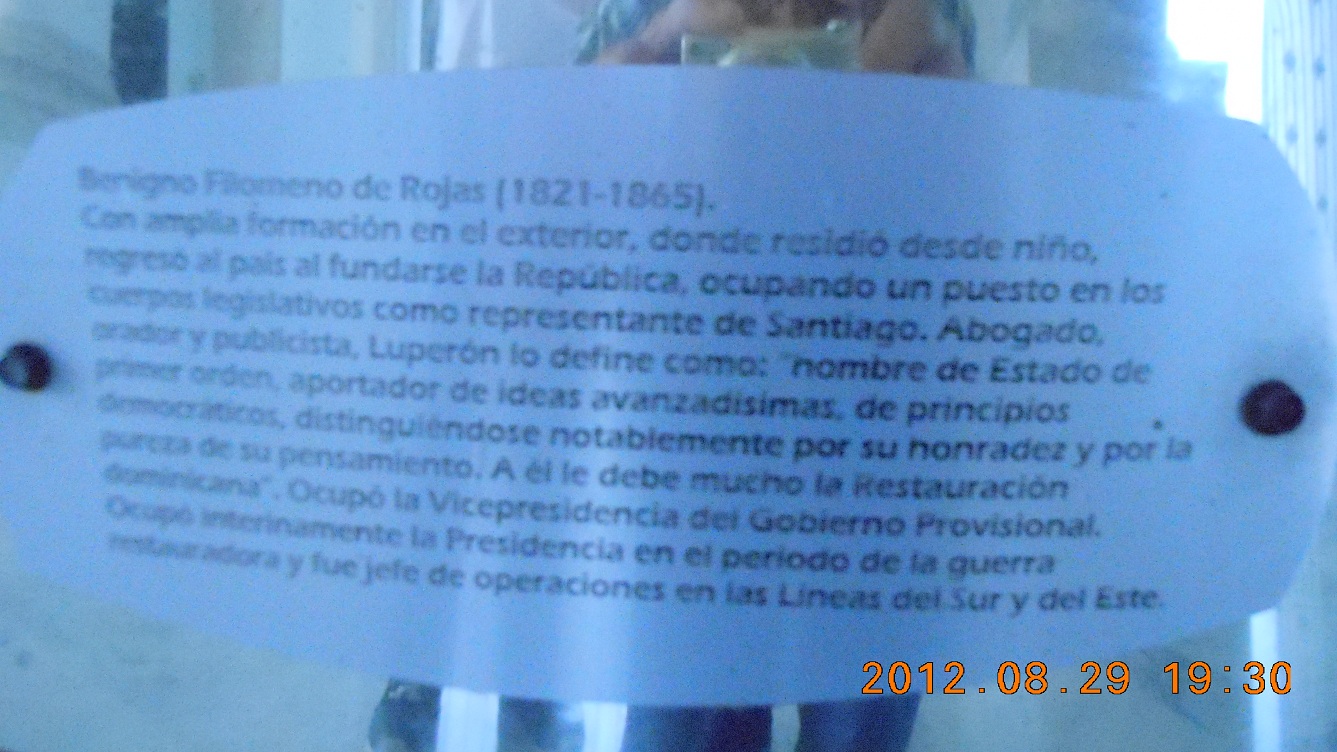 Benigno Filomeno de Rojas (1821-1865).
Con amplia formación en el exterior, donde residió desde niño,
regresó al país al fundarse la República, ocupando un puesto en los
cuerpos legislativos como representante de Santiago. Abogado,
orador y publicista, Luperón lo define como: "hombre de Estado de
primer orden, aportador de ideas avanzadísimas, de principios
democráticos, distinguiéndose notablemente por su honradez y por la
pureza de su pensamiento. A él le debe mucho la Restauración
dominicana". Ocupó la Vicepresidencia del Gobierno Provisional.
Ocupó interinamente la Presidencia en el período de la guerra
restauradora y fue jefe de operaciones en las Líneas del Sur y del Este.
2012.08.29 19:30